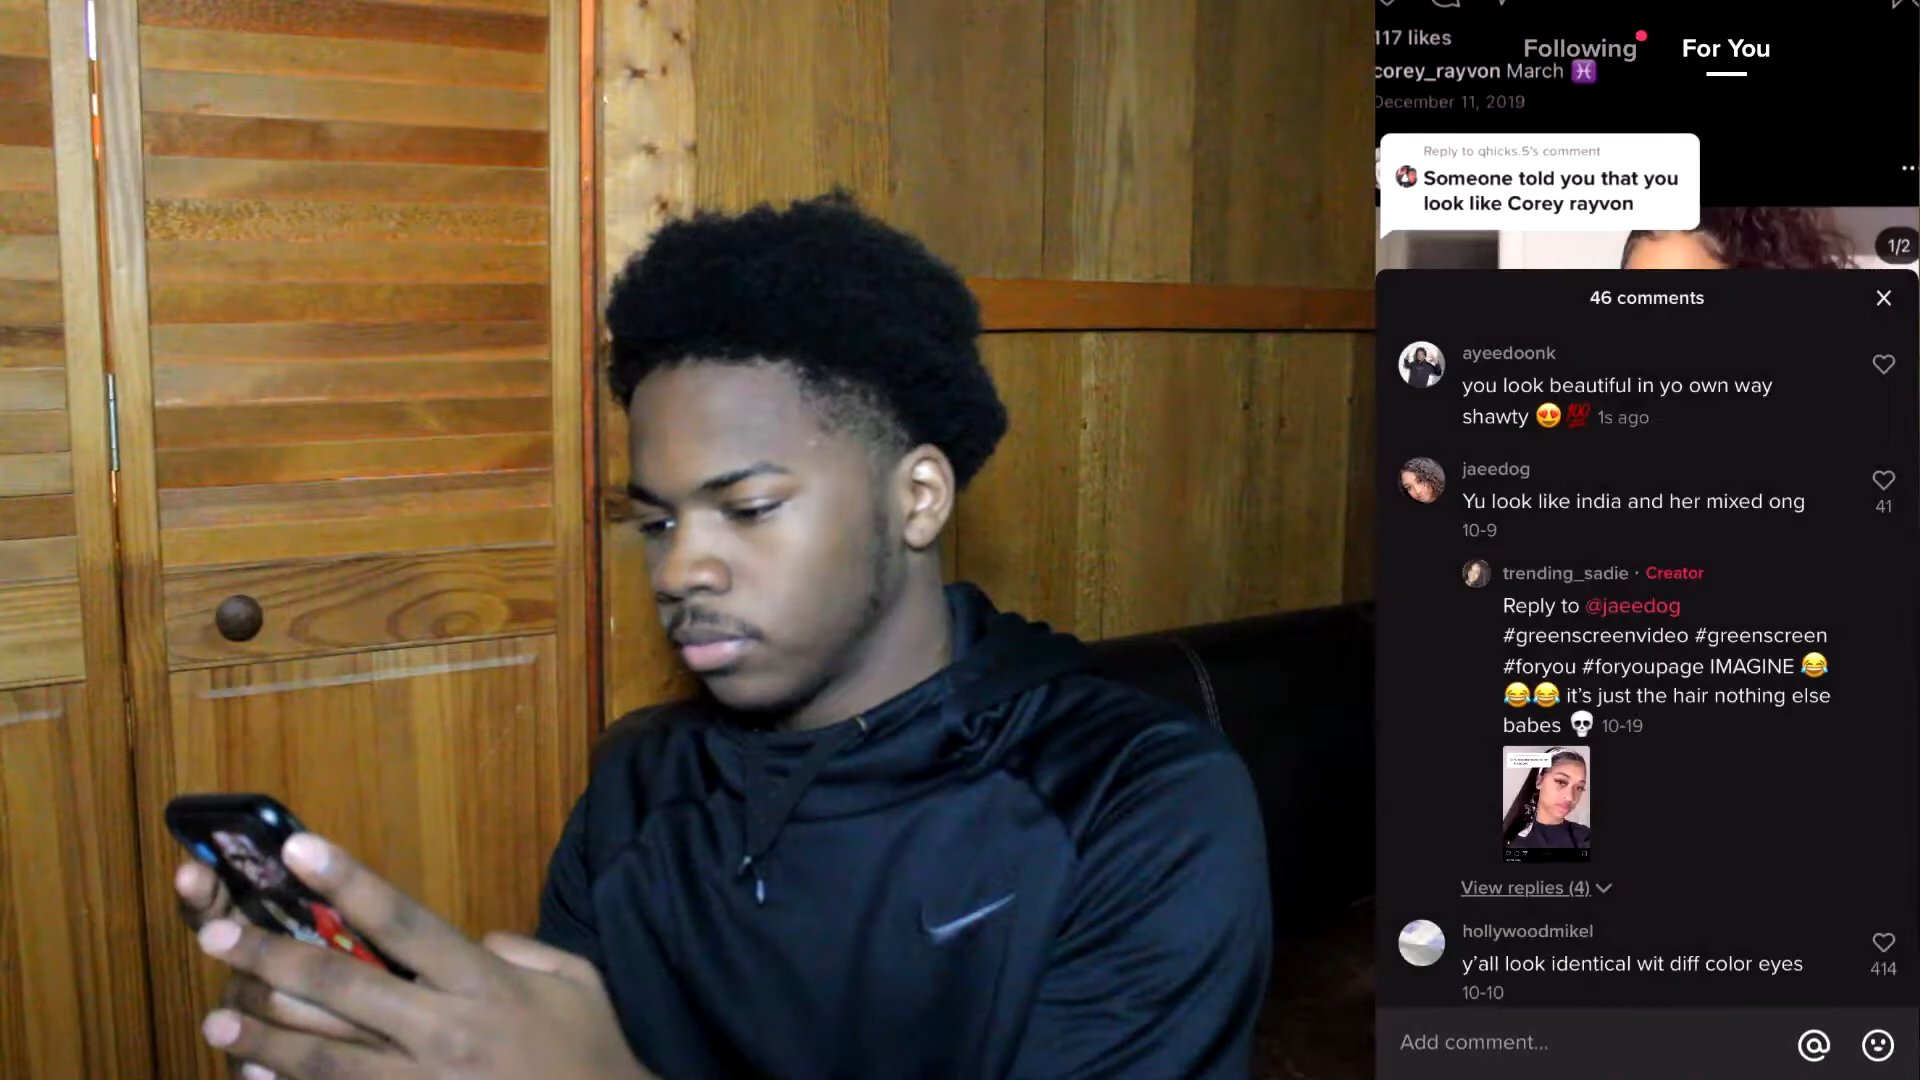 117 likes
Following
For You
corey_rayvon March ♓
December 11, 2019
Reply to qhicks.5's comment
Someone told you that you
look like Corey rayvon
1/2
46 comments
ayeedoonk
you look beautiful in yo own way
shawty 😍💯 1s ago
jaeedog
Yu look like india and her mixed ong
41
10-9
trending_sadie · Creator
Reply to @jaeedog
#greenscreenvideo #greenscreen
#foryou #foryoupage IMAGINE 😂
😂😂 it's just the hair nothing else
babes 💀 10-19
View replies (4)
hollywoodmikel
y'all look identical wit diff color eyes
414
10-10
Add comment...